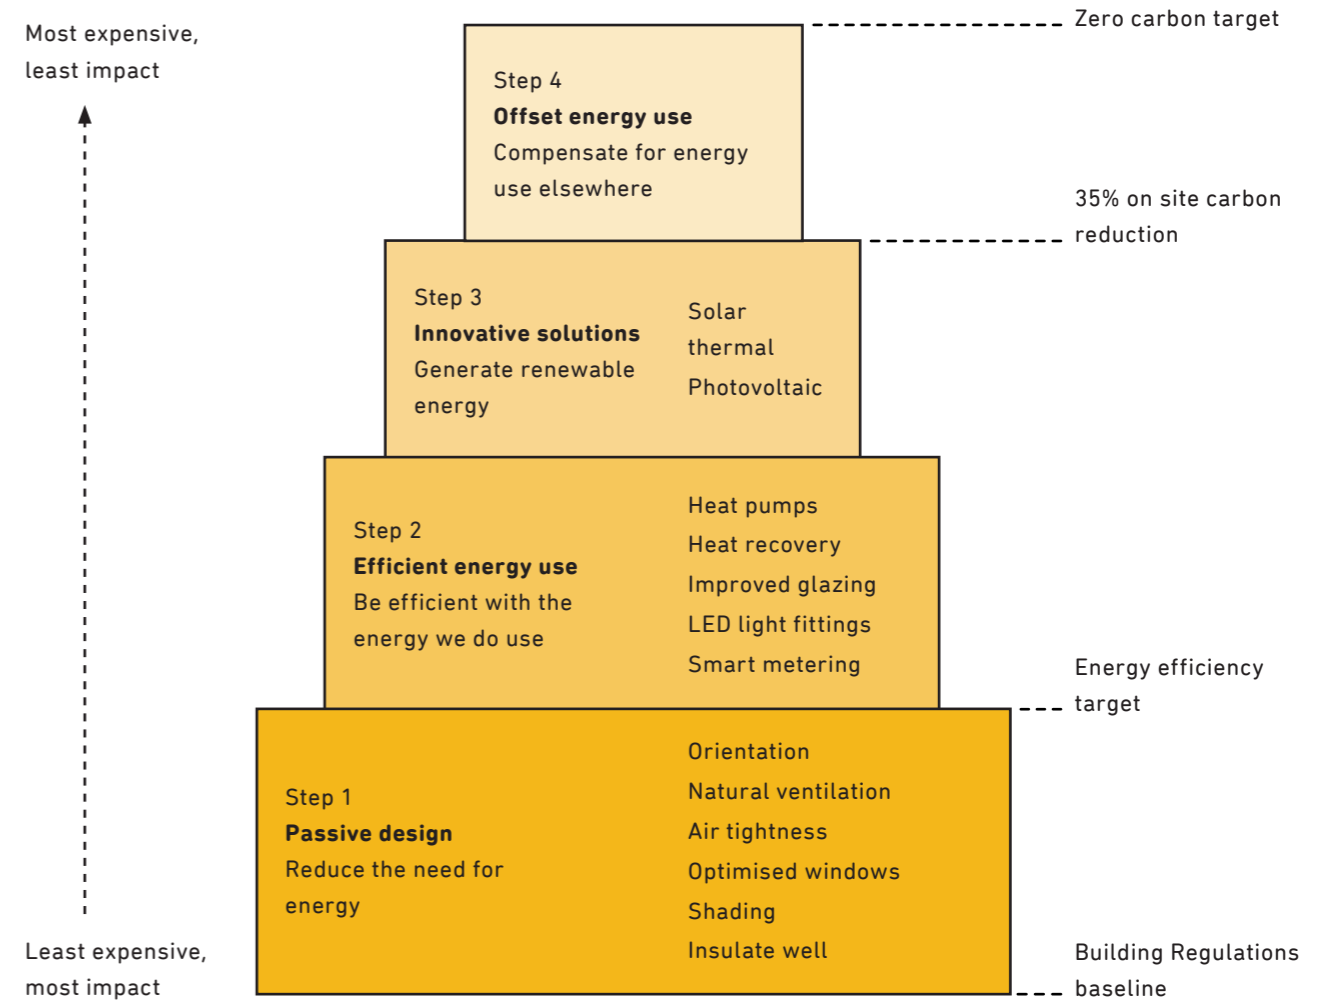 Most expensive,
least impact
Zero carbon target
Step 4
Offset energy use
Compensate for energy
use elsewhere
35% on site carbon
reduction
Step 3
Innovative solutions
Generate renewable
energy
Solar
thermal
Photovoltaic
Step 2
Efficient energy use
Be efficient with the
energy we do use
Heat pumps
Heat recovery
Improved glazing
LED light fittings
Smart metering
Energy efficiency
target
Step 1
Passive design
Reduce the need for
energy
Orientation
Natural ventilation
Air tightness
Optimised windows
Shading
Insulate well
Least expensive,
most impact
Building Regulations
baseline